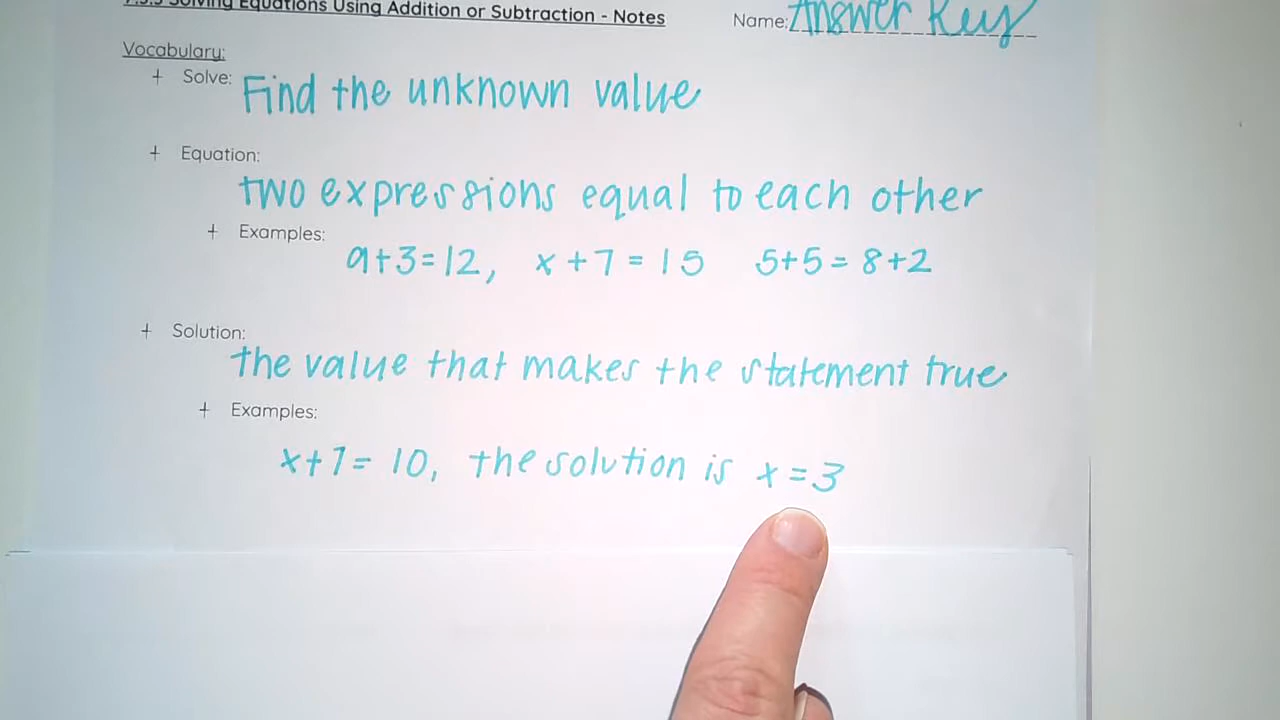 Solving Equations Using Addition or Subtraction - Notes
Name: Answer Key
Vocabulary:
+ Solve: Find the unknown value
+ Equation:
two expressions equal to each other
+ Examples:
a+3=12, x+7=15 5+5=8+2
+ Solution:
the value that makes the statement true
+ Examples:
x+7=10, the solution is x=3